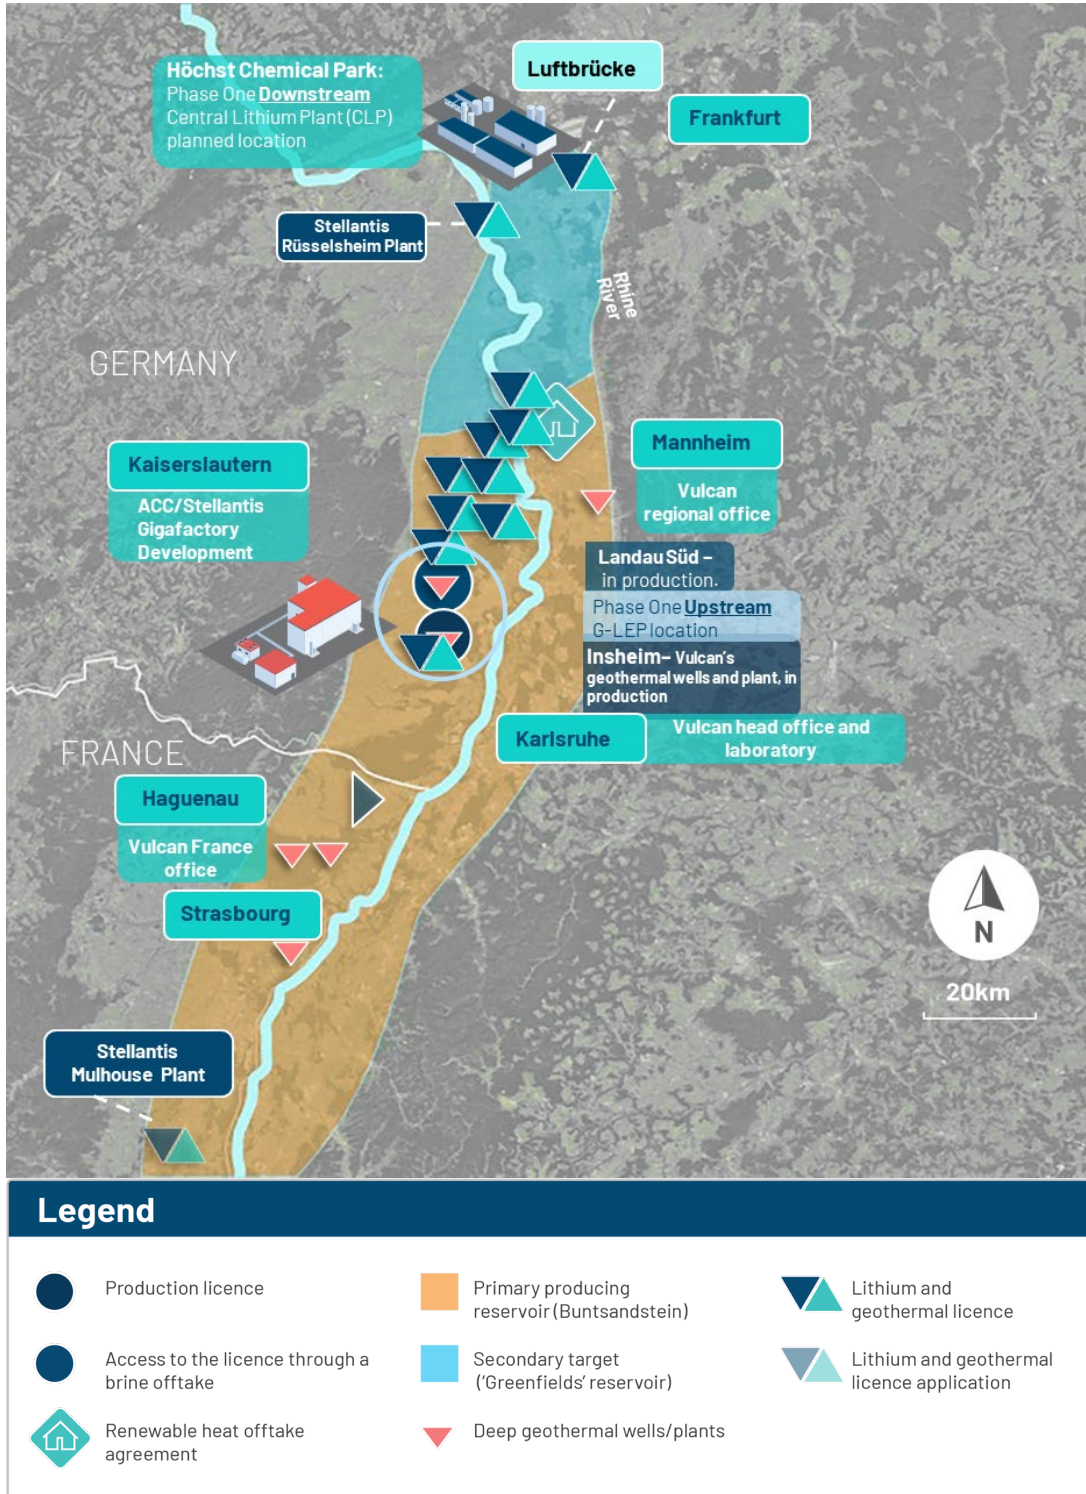 Höchst Chemical Park:
Phase One Downstream
Central Lithium Plant (CLP)
planned location
Luftbrücke
Frankfurt
Stellantis
Rüsselsheim Plant
Rhine
River
GERMANY
Kaiserslautern
ACC/Stellantis
Gigafactory
Development
Mannheim
Vulcan
regional office
Landau Süd –
in production.
Phase One Upstream
G-LEP location
Insheim– Vulcan's
geothermal wells and plant, in
production
Karlsruhe
Vulcan head office and
laboratory
FRANCE
Haguenau
Vulcan France
office
Strasbourg
N
20km
Stellantis
Mulhouse Plant
Legend
Production licence
Access to the licence through a
brine offtake
Renewable heat offtake
agreement
Primary producing
reservoir (Buntsandstein)
Secondary target
('Greenfields' reservoir)
Deep geothermal wells/plants
Lithium and
geothermal licence
Lithium and geothermal
licence application